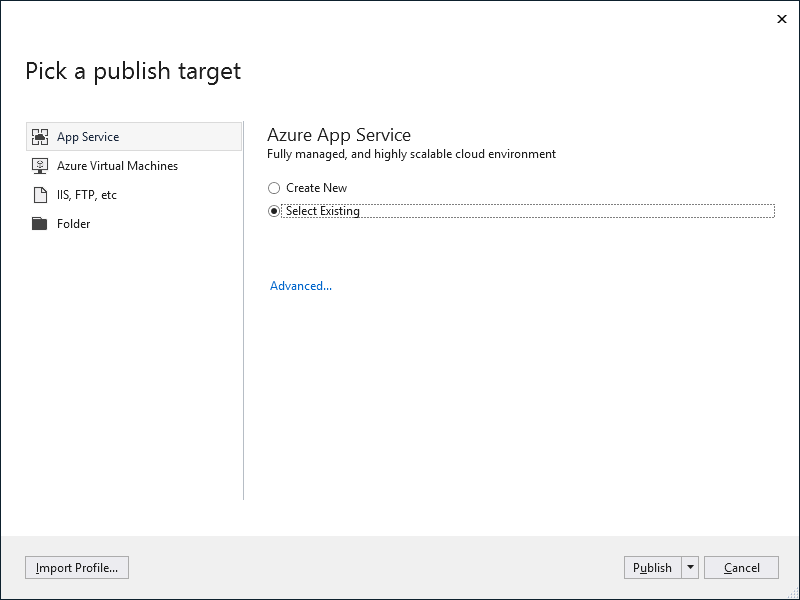 Pick a publish target
App Service
Azure Virtual Machines
IIS, FTP, etc
Folder
Azure App Service
Fully managed, and highly scalable cloud environment
Create New
Select Existing
Advanced...
Import Profile...
Publish
Cancel